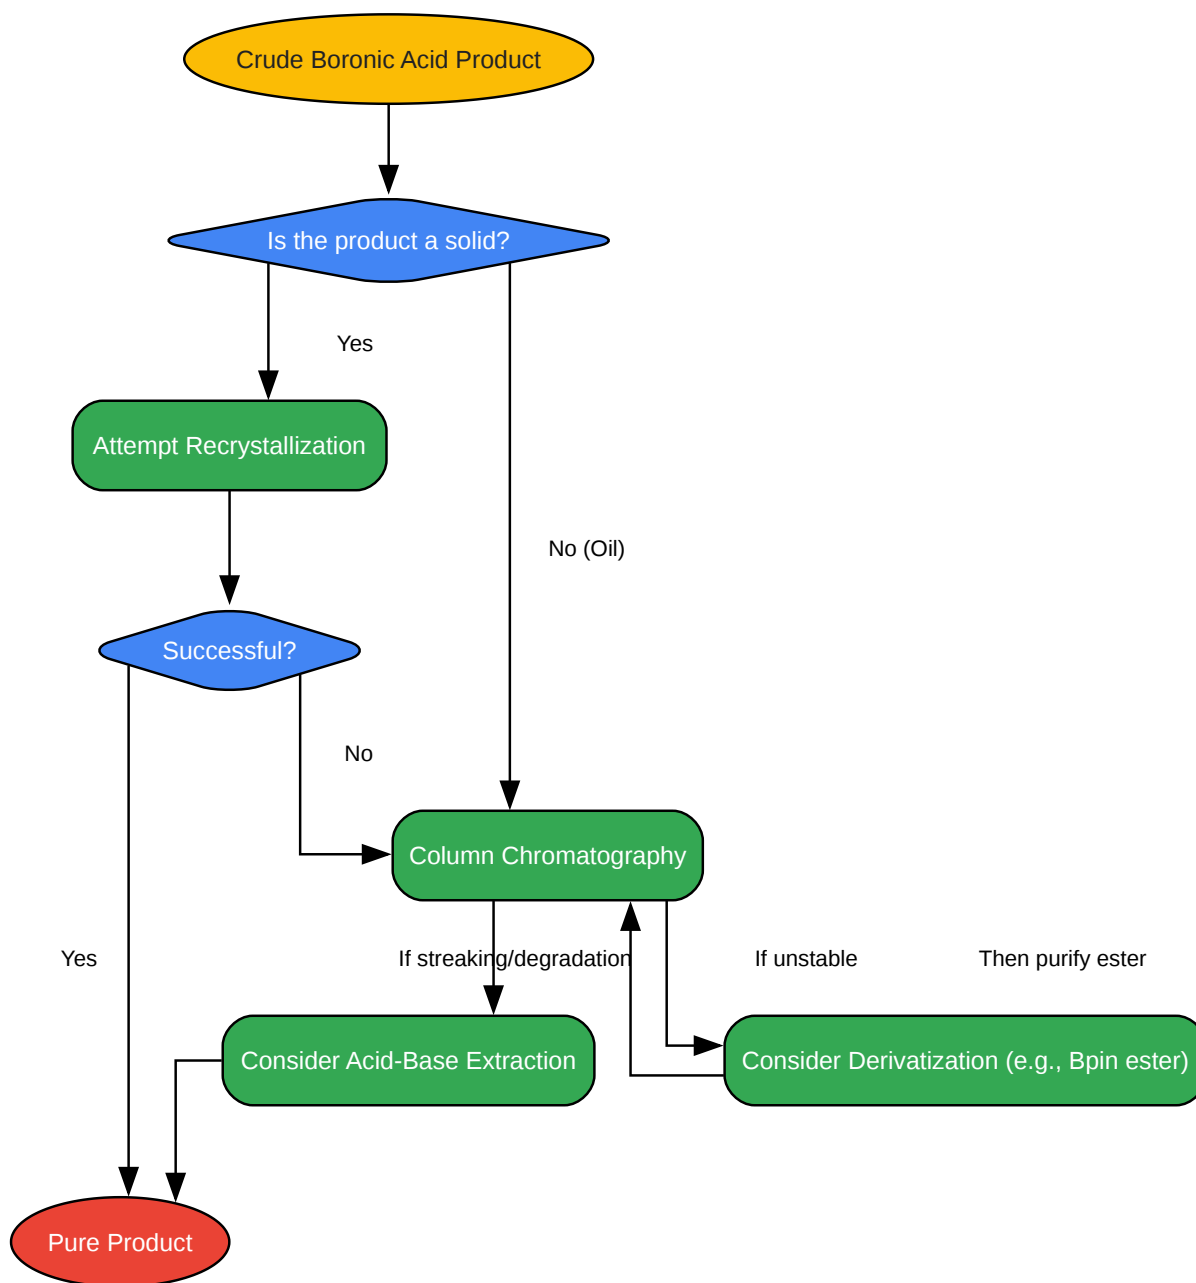 Crude Boronic Acid Product
Is the product a solid?
Yes
Attempt Recrystallization
No (Oil)
Successful?
No
Column Chromatography
Yes
If streaking/degradation
If unstable
Then purify ester
Consider Acid-Base Extraction
Consider Derivatization (e.g., Bpin ester)
Pure Product